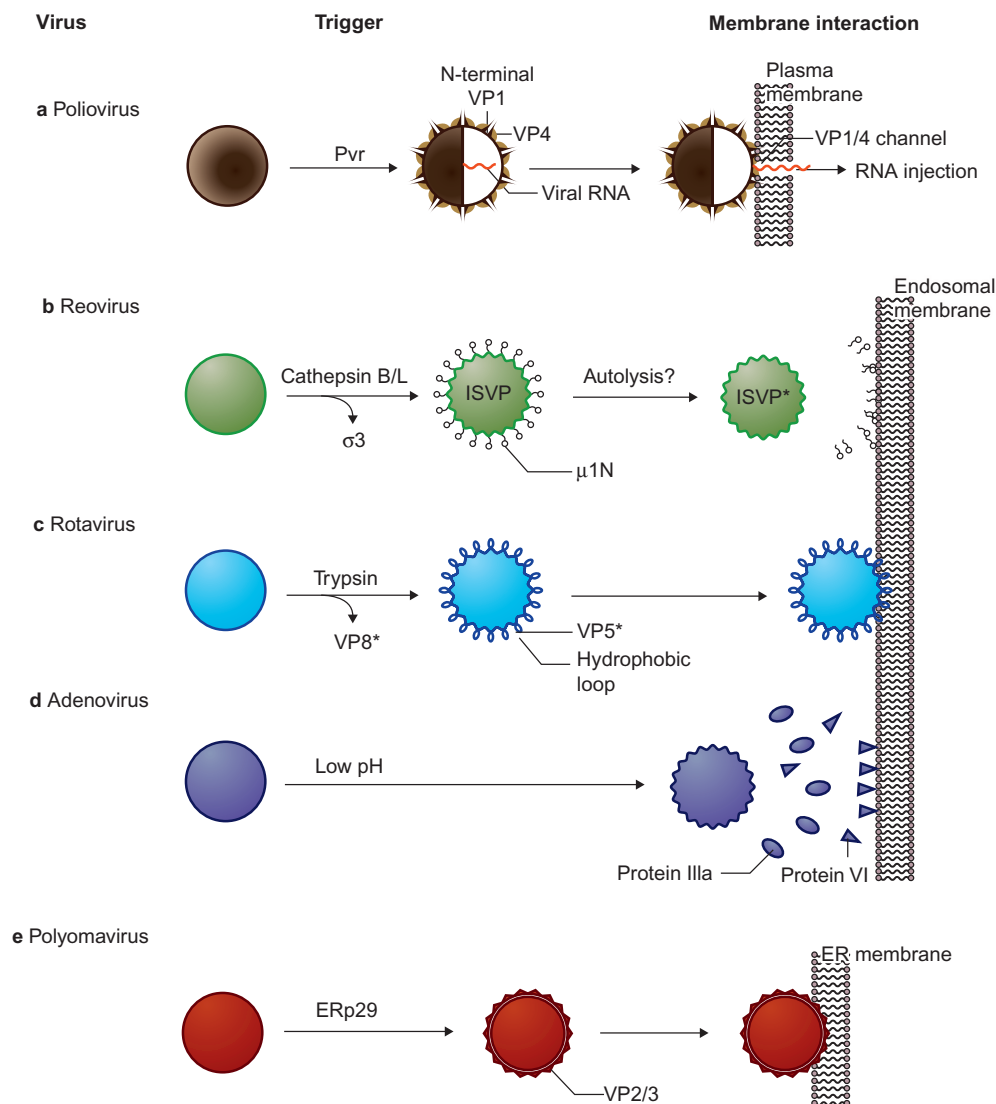 Virus
Trigger
Membrane interaction
a Poliovirus
Pvr
N-terminal
VP1
VP4
Viral RNA
Plasma
membrane
VP1/4 channel
RNA injection
b Reovirus
Cathepsin B/L
σ3
ISVP
μ1N
Autolysis?
ISVP*
Endosomal
membrane
c Rotavirus
Trypsin
VP8*
VP5*
Hydrophobic
loop
d Adenovirus
Low pH
Protein IIIa
Protein VI
e Polyomavirus
ERp29
VP2/3
ER membrane